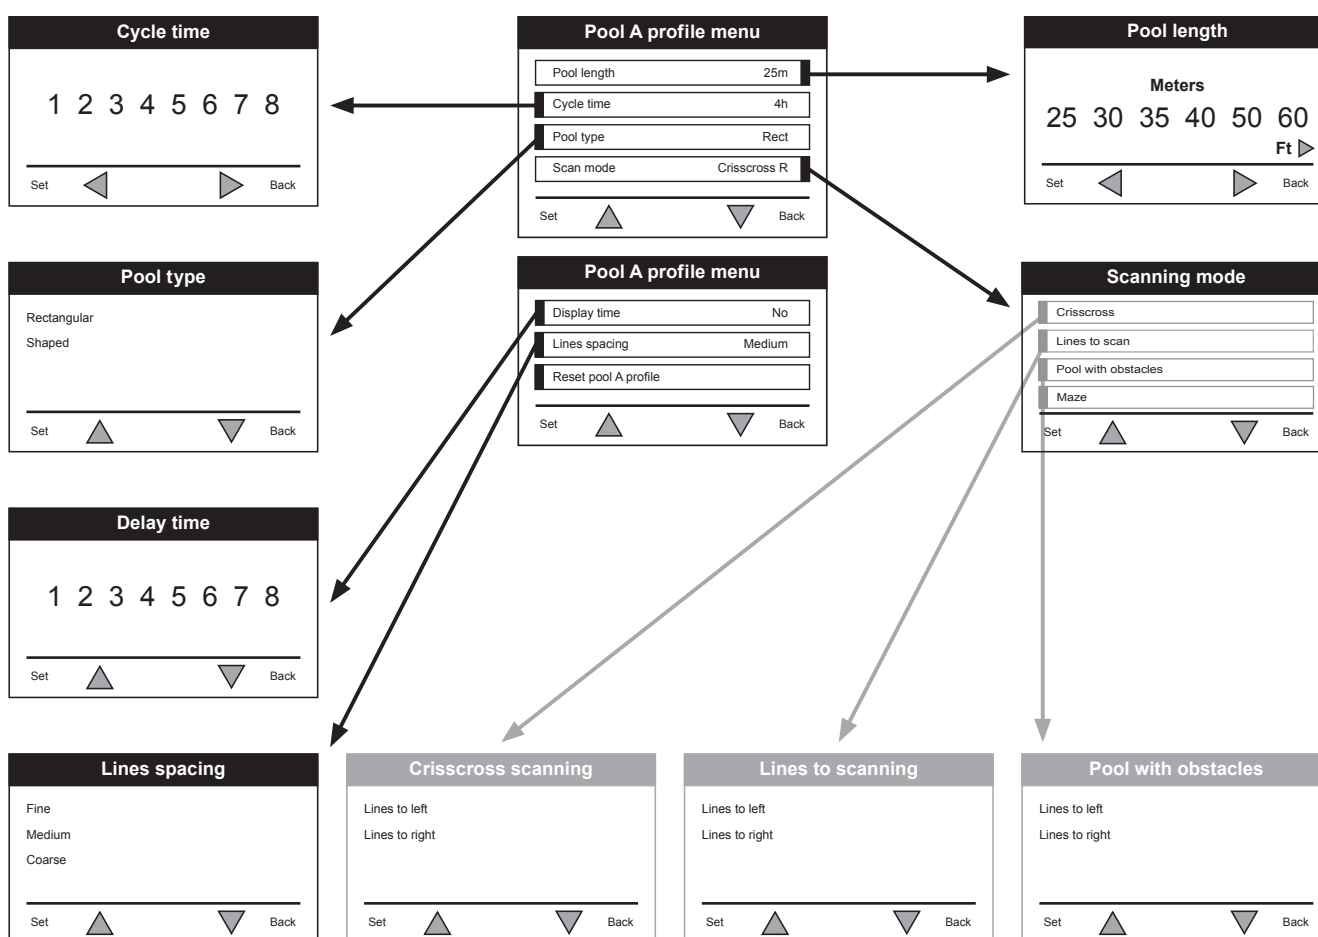 Cycle time
1 2 3 4 5 6 7 8
Set Back
Pool A profile menu
Pool length 25m
Cycle time 4h
Pool type Rect
Scan mode Crisscross R
Set Back
Pool length
Meters
25 30 35 40 50 60
Ft
Set Back
Pool type
Rectangular
Shaped
Set Back
Pool A profile menu
Display time No
Lines spacing Medium
Reset pool A profile
Set Back
Scanning mode
Crisscross
Lines to scan
Pool with obstacles
Maze
Set Back
Delay time
1 2 3 4 5 6 7 8
Set Back
Lines spacing
Fine
Medium
Coarse
Set Back
Crisscross scanning
Lines to left
Lines to right
Set Back
Lines to scanning
Lines to left
Lines to right
Set Back
Pool with obstacles
Lines to left
Lines to right
Set Back